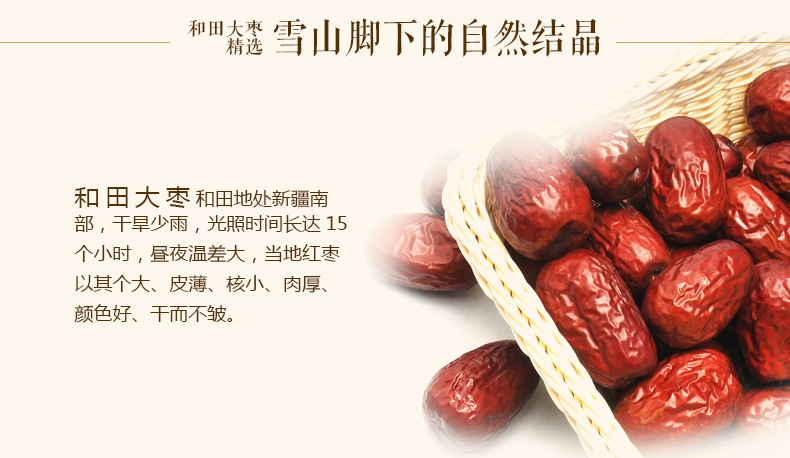 和田大枣
精选
雪山脚下的自然结晶
和田大枣 和田地处新疆南
部，干旱少雨，光照时间长达 15
个小时，昼夜温差大，当地红枣
以其个大、皮薄、核小、肉厚、
颜色好、干而不皱。